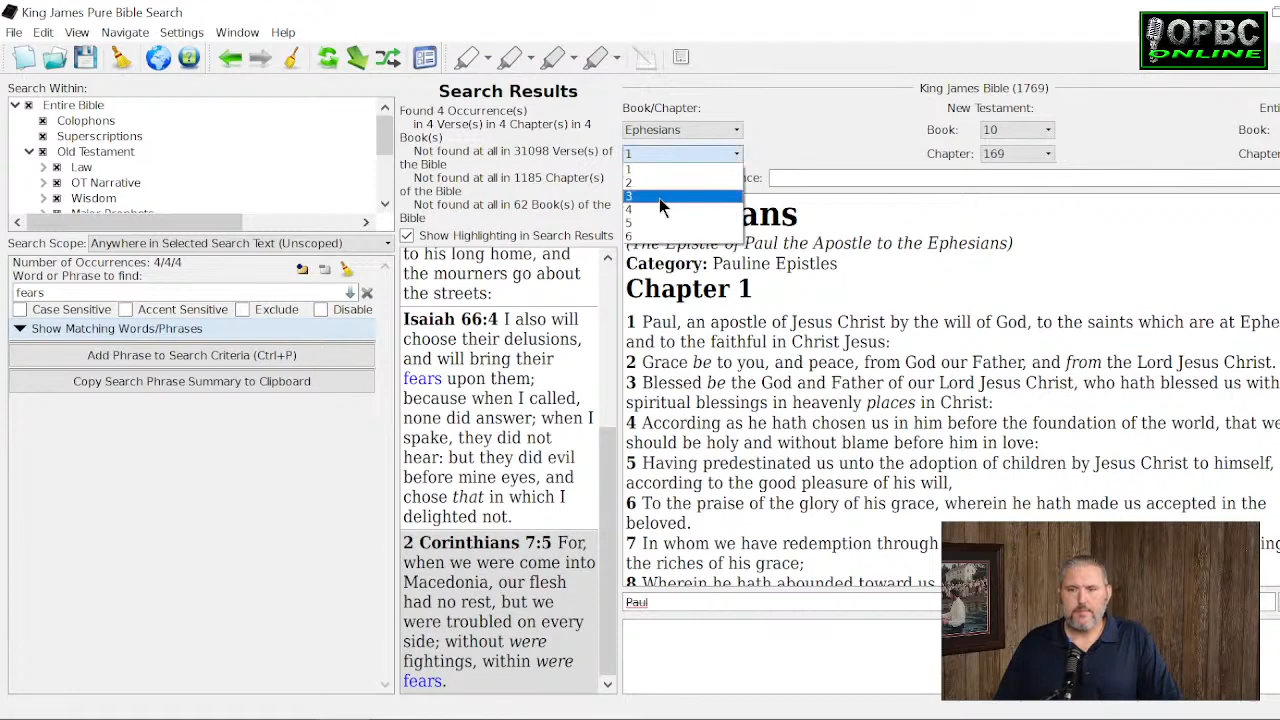 King James Pure Bible Search
OPBC
ONLINE
File Edit View Navigate Settings Window Help
Search Within:
Entire Bible
Colophons
Superscriptions
Old Testament
Law
OT Narrative
Wisdom
Search Scope: Anywhere in Selected Search Text (Unscoped)
Number of Occurrences: 4/4/4
Word or Phrase to find:
fears
Case Sensitive Accent Sensitive Exclude Disable
Show Matching Words/Phrases
Add Phrase to Search Criteria (Ctrl+P)
Copy Search Phrase Summary to Clipboard
Search Results
Found 4 Occurrence(s)
in 4 Verse(s) in 4 Chapter(s) in 4
Book(s)
Not found at all in 31098 Verse(s) of
the Bible
Not found at all in 1185 Chapter(s)
of the Bible
Not found at all in 62 Book(s) of the
Bible
Show Highlighting in Search Results
to his long home, and
the mourners go about
the streets:
Isaiah 66:4 I also will
choose their delusions,
and will bring their
fears upon them;
because when I called,
none did answer; when I
spake, they did not
hear: but they did evil
before mine eyes, and
chose that in which I
delighted not.
2 Corinthians 7:5 For,
when we were come into
Macedonia, our flesh
had no rest, but we
were troubled on every
side; without were
fightings, within were
fears.
King James Bible (1769)
Book/Chapter: New Testament:
Ephesians Book: 10 Book:
1 Chapter: 169
1
2
3
4
5
6
(The Epistle of Paul the Apostle to the Ephesians)
Category: Pauline Epistles
Chapter 1
1 Paul, an apostle of Jesus Christ by the will of God, to the saints which are at
and to the faithful in Christ Jesus:
2 Grace be to you, and peace, from God our Father, and from the Lord Jesus Christ.
3 Blessed be the God and Father of our Lord Jesus Christ, who hath blessed us with
spiritual blessings in heavenly places in Christ:
4 According as he hath chosen us in him before the foundation of the world, that
should be holy and without blame before him in love:
5 Having predestinated us unto the adoption of children by Jesus Christ to himself,
according to the good pleasure of his will,
6 To the praise of the glory of his grace, wherein he hath made us accepted in the
beloved.
7 In whom we have redemption through
the riches of his grace;
8 Wherein he hath abounded toward us
Paul